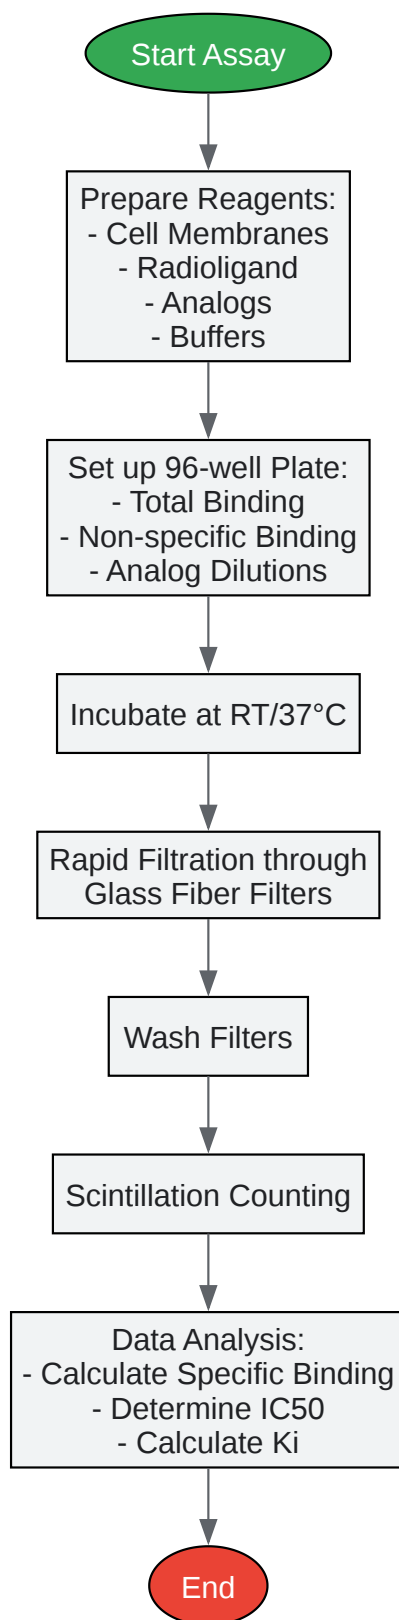 Start Assay
Prepare Reagents:
- Cell Membranes
- Radioligand
- Analogs
- Buffers
Set up 96-well Plate:
- Total Binding
- Non-specific Binding
- Analog Dilutions
Incubate at RT/37°C
Rapid Filtration through
Glass Fiber Filters
Wash Filters
Scintillation Counting
Data Analysis:
- Calculate Specific Binding
- Determine IC50
- Calculate Ki
End